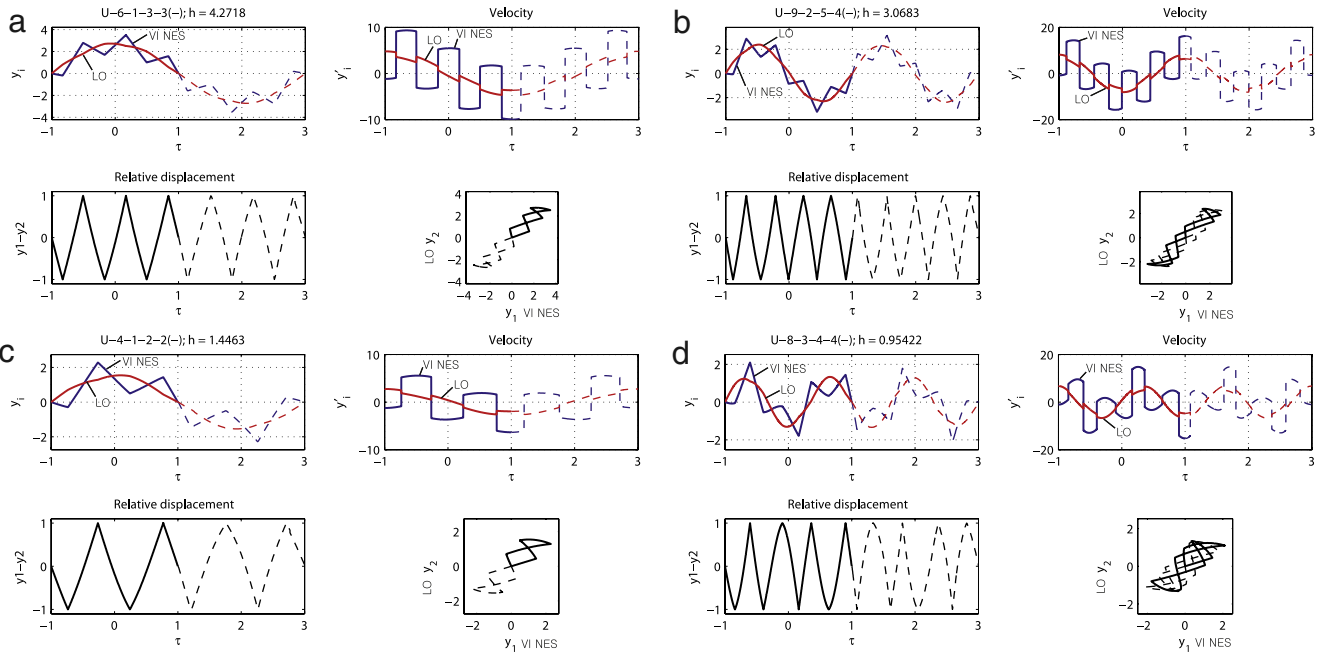 a
U−6−1−3−3(−); h = 4.2718
4
2
0
−2
−4
y_i
VI NES
LO
−1 0 1 2 3
τ
Velocity
10
5
0
−5
−10
y'_i
LO
VI NES
−1 0 1 2 3
τ
Relative displacement
1
0
−1
y1−y2
−1 0 1 2 3
τ
4
2
0
−2
−4
LO y_2
−4 −2 0 2 4
y_1 VI NES
b
U−9−2−5−4(−); h = 3.0683
2
0
−2
y_i
LO
VI NES
−1 0 1 2 3
τ
Velocity
20
10
0
−10
−20
y'_i
VI NES
LO
−1 0 1 2 3
τ
Relative displacement
1
0
−1
y1−y2
−1 0 1 2 3
τ
2
0
−2
LO y_2
−2 0 2
y_1 VI NES
c
U−4−1−2−2(−); h = 1.4463
2
0
−2
y_i
VI NES
LO
−1 0 1 2 3
τ
Velocity
10
0
−10
y'_i
VI NES
LO
−1 0 1 2 3
τ
Relative displacement
1
0
−1
y1−y2
−1 0 1 2 3
τ
2
0
−2
LO y_2
−2 0 2
y_1 VI NES
d
U−8−3−4−4(−); h = 0.95422
2
1
0
−1
−2
y_i
VI NES
LO
−1 0 1 2 3
τ
Velocity
20
10
0
−10
−20
y'_i
VI NES
LO
−1 0 1 2 3
τ
Relative displacement
1
0
−1
y1−y2
−1 0 1 2 3
τ
2
0
−2
LO y_2
−2 0 2
y_1 VI NES